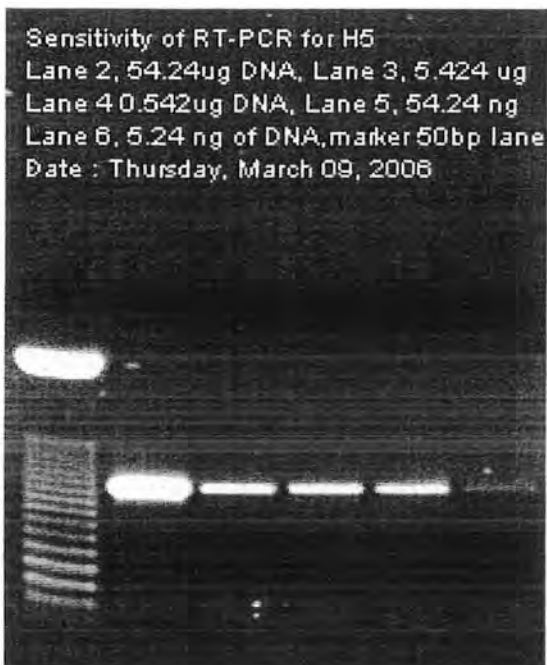 Sensitivity of RT-PCR for H5
Lane 2, 54.24ug DNA, Lane 3, 5.424 ug
Lane 4 0.542ug DNA, Lane 5, 54.24 ng
Lane 6, 5.24 ng of DNA,marker 50bp lane
Date : Thursday, March 09, 2006